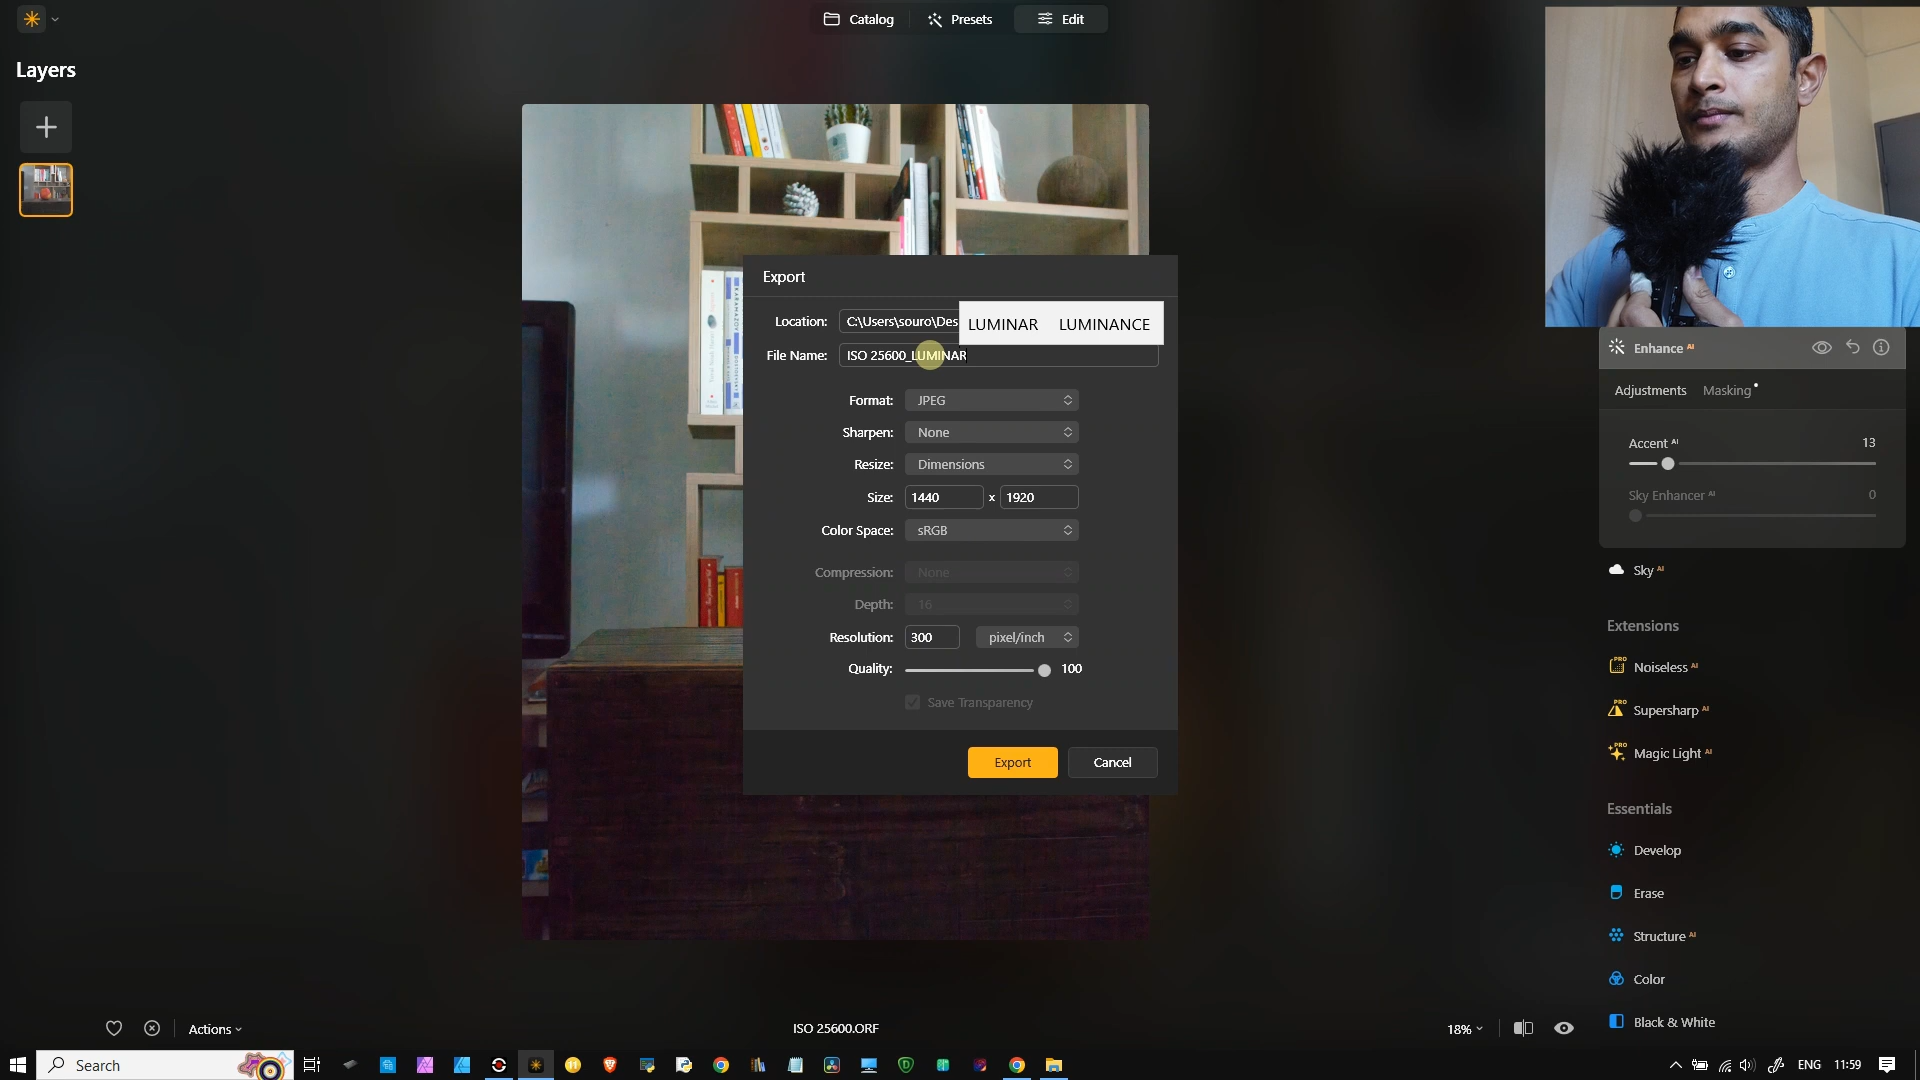 Catalog
Presets
Edit
Layers
Export
Location: C:\Users\souro\Des
LUMINAR LUMINANCE
File Name: ISO 25600_LUMINAR
Format: JPEG
Sharpen: None
Resize: Dimensions
Size: 1440 x 1920
Color Space: sRGB
Compression: None
Depth: 16
Resolution: 300 pixel/inch
Quality: 100
Save Transparency
Export Cancel
Enhance AI
Adjustments Masking
Accent AI 13
Sky Enhancer AI 0
Sky AI
Extensions
PRO Noiseless AI
PRO Supersharp AI
PRO Magic Light AI
Essentials
Develop
Erase
Structure AI
Color
Black & White
Actions
ISO 25600.ORF
18%
Search
ENG 11:59
KARAMAZOV